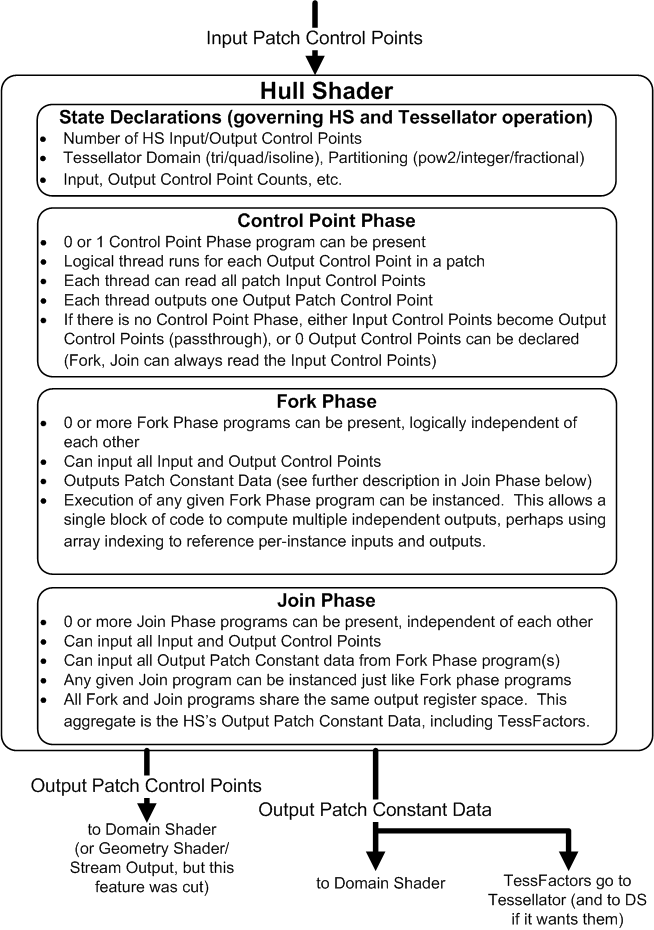 Input Patch Control Points
Hull Shader
State Declarations (governing HS and Tessellator operation)
• Number of HS Input/Output Control Points
• Tessellator Domain (tri/quad/isoline), Partitioning (pow2/integer/fractional)
• Input, Output Control Point Counts, etc.
Control Point Phase
• 0 or 1 Control Point Phase program can be present
• Logical thread runs for each Output Control Point in a patch
• Each thread can read all patch Input Control Points
• Each thread outputs one Output Patch Control Point
• If there is no Control Point Phase, either Input Control Points become Output
Control Points (passthrough), or 0 Output Control Points can be declared
(Fork, Join can always read the Input Control Points)
Fork Phase
• 0 or more Fork Phase programs can be present, logically independent of
each other
• Can input all Input and Output Control Points
• Outputs Patch Constant Data (see further description in Join Phase below)
• Execution of any given Fork Phase program can be instanced. This allows a
single block of code to compute multiple independent outputs, perhaps using
array indexing to reference per-instance inputs and outputs.
Join Phase
• 0 or more Join Phase programs can be present, independent of each other
• Can input all Input and Output Control Points
• Can input all Output Patch Constant data from Fork Phase program(s)
• Any given Join program can be instanced just like Fork phase programs
• All Fork and Join programs share the same output register space. This
aggregate is the HS's Output Patch Constant Data, including TessFactors.
Output Patch Control Points
to Domain Shader
(or Geometry Shader/
Stream Output, but this
feature was cut)
Output Patch Constant Data
to Domain Shader
TessFactors go to
Tessellator (and to DS
if it wants them)